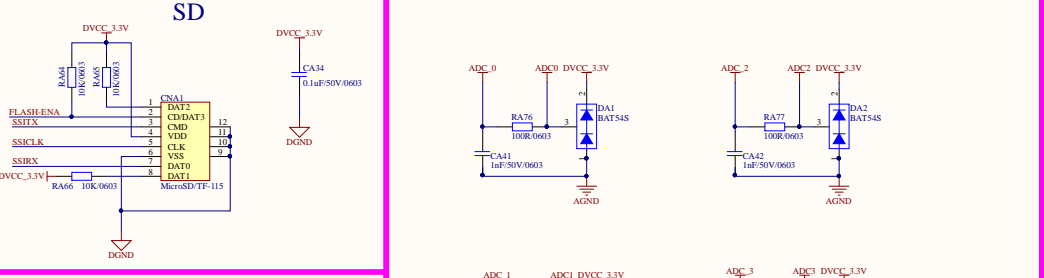 SD
DVCC_3.3V
RA64
10K/0603
RA65
10K/0603
FLASH-ENA
SSITX
SSICLK
SSIRX
DVCC_3.3V
RA66 10K/0603
CNA1
1 DAT2
2 CD/DAT3
3 CMD 12
4 VDD 11
5 CLK 10
6 VSS 9
7 DAT0
8 DAT1
MicroSD/TF-115
DGND
DVCC_3.3V
CA34
0.1uF/50V/0603
DGND
ADC_0 ADC0 DVCC_3.3V
2
DA1
BAT54S
RA76
3
100R/0603
1
CA41
1nF/50V/0603
AGND
ADC_2 ADC2 DVCC_3.3V
2
DA2
BAT54S
RA77
3
100R/0603
1
CA42
1nF/50V/0603
AGND
ADC_1 ADC1 DVCC_3.3V
ADC_3 ADC3 DVCC_3.3V